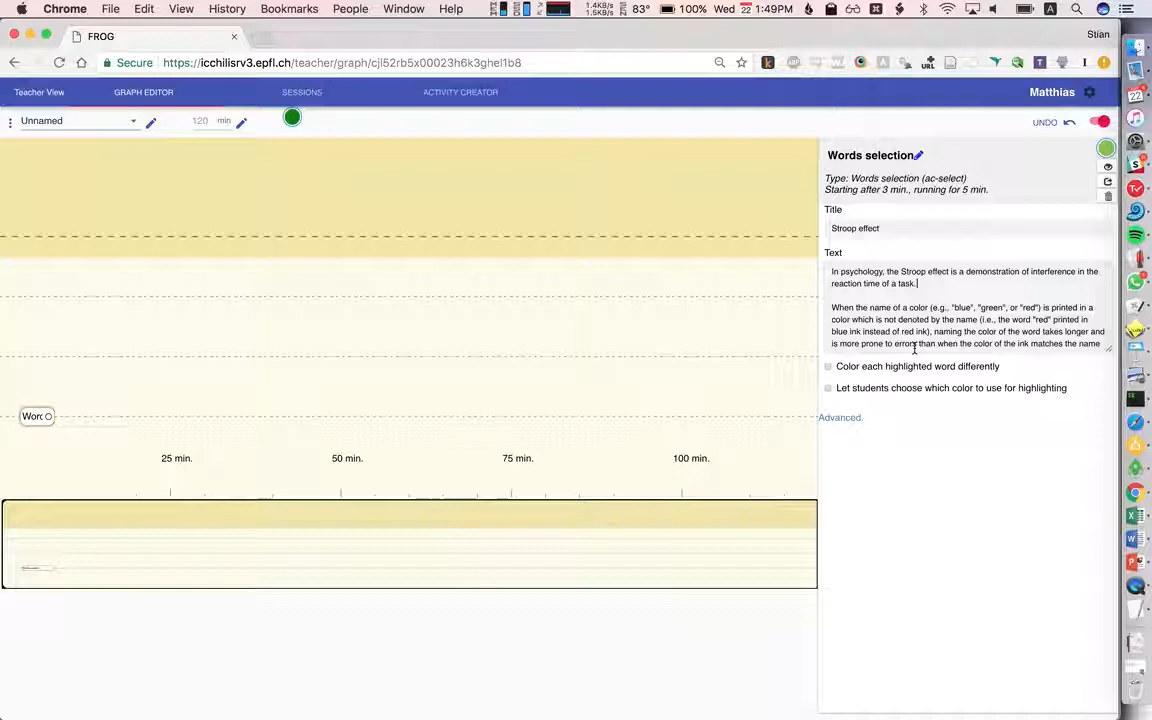 Chrome File Edit View History Bookmarks People Window Help 1.4KB/s 1.5KB/s 83° 100% Wed 22 1:49PM
FROG
Stian
Secure https://icchilisrv3.epfl.ch/teacher/graph/cjl52rb5x00023h6k3ghel1b8
Teacher View GRAPH EDITOR SESSIONS ACTIVITY CREATOR Matthias
Unnamed 120 min UNDO
Words selection
Type: Words selection (ac-select)
Starting after 3 min., running for 5 min.
Title
Stroop effect
Text
In psychology, the Stroop effect is a demonstration of interference in the
reaction time of a task.
When the name of a color (e.g., "blue", "green", or "red") is printed in a
color which is not denoted by the name (i.e., the word "red" printed in
blue ink instead of red ink), naming the color of the word takes longer and
is more prone to errors than when the color of the ink matches the name
Color each highlighted word differently
Let students choose which color to use for highlighting
Advanced.
Worc
25 min. 50 min. 75 min. 100 min.